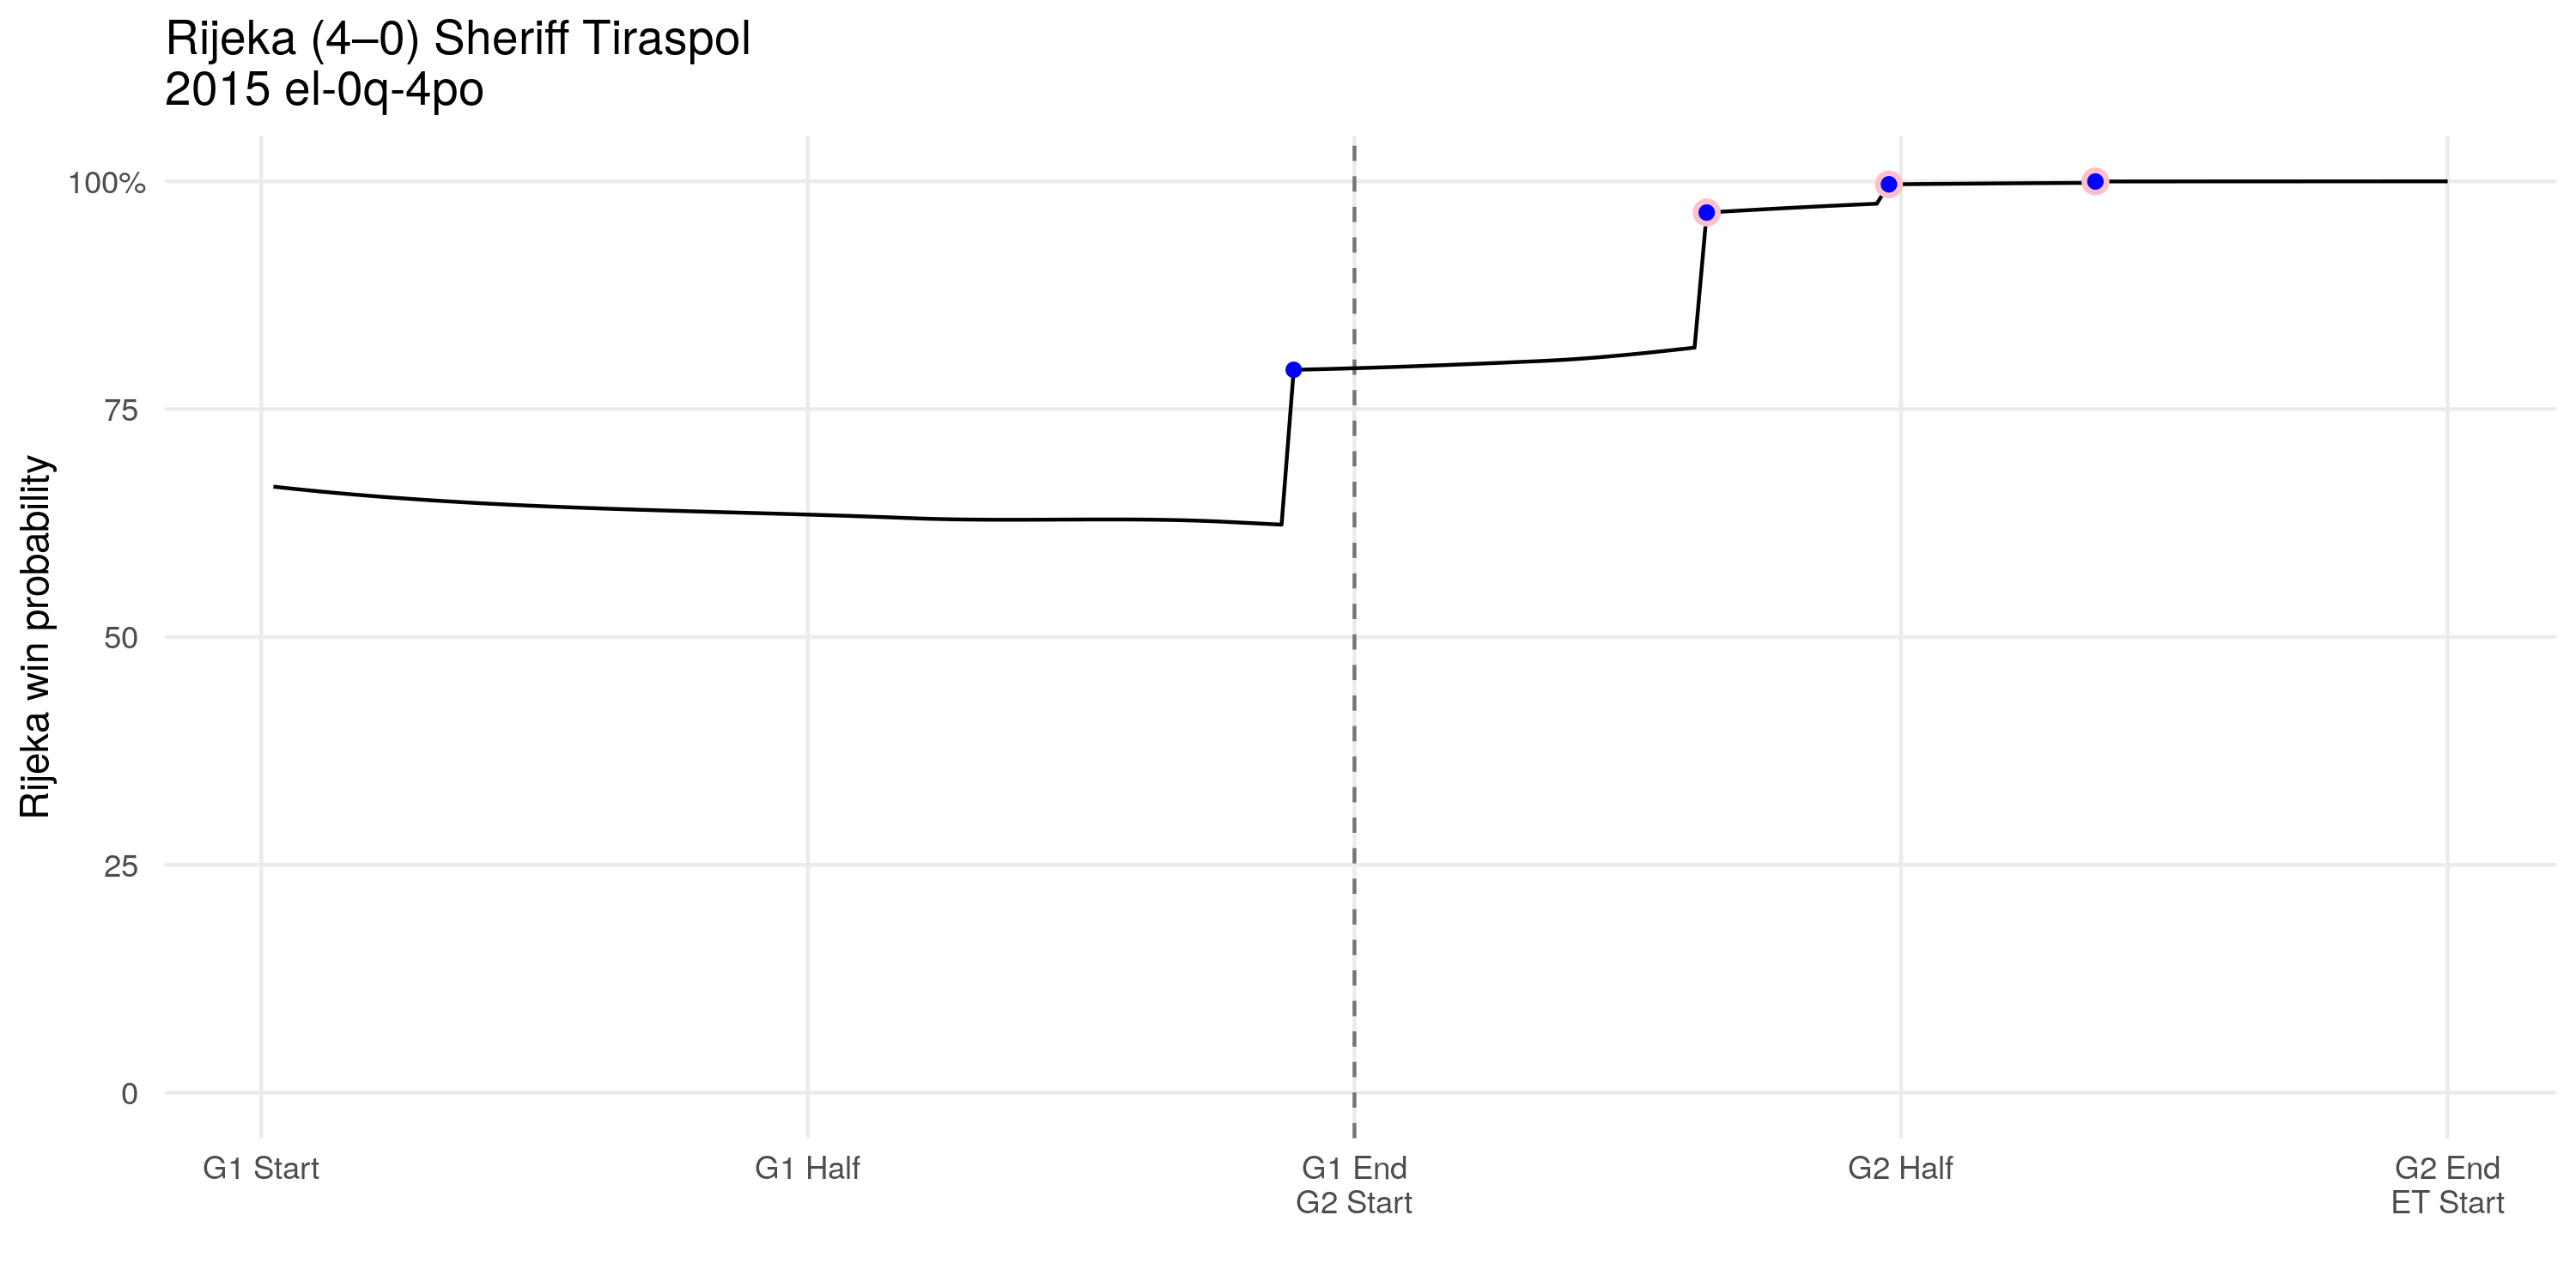 Rijeka (4–0) Sheriff Tiraspol
2015 el-0q-4po
Rijeka win probability
100%
75
50
25
0
G1 Start
G1 Half
G1 End
G2 Start
G2 Half
G2 End
ET Start